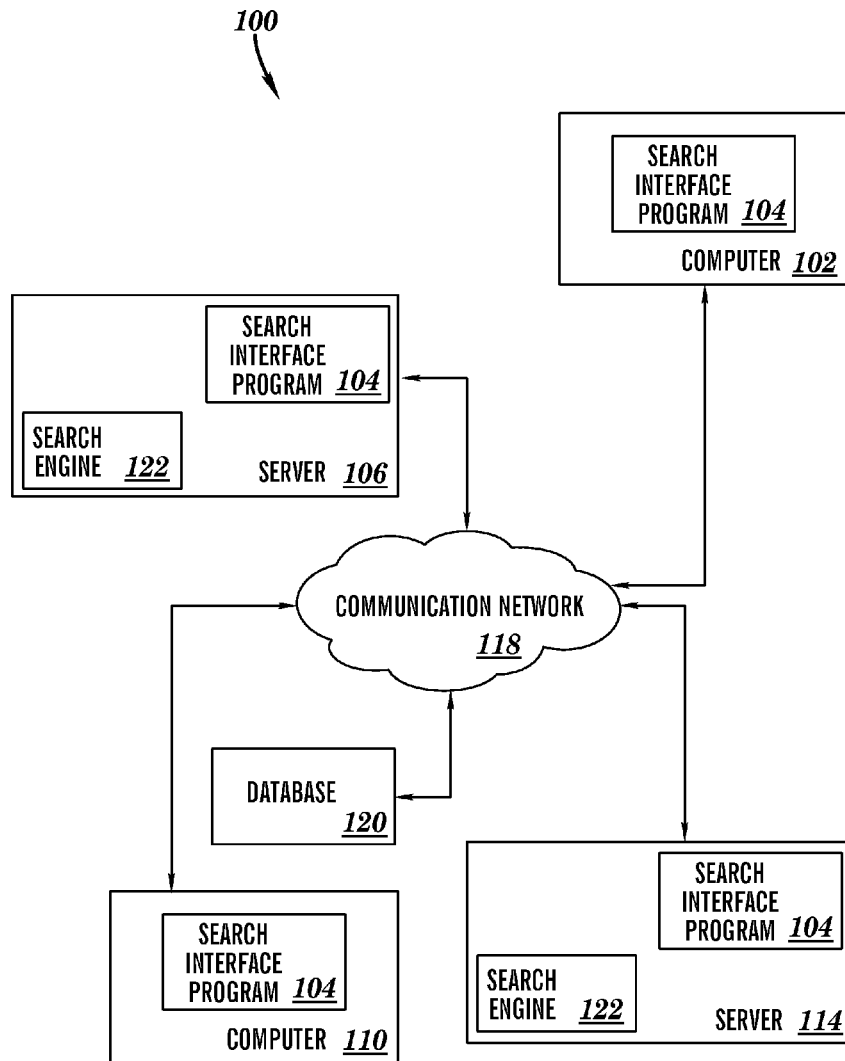 100
SEARCH
INTERFACE
PROGRAM 104
COMPUTER 102
SEARCH
INTERFACE
PROGRAM 104
SEARCH
ENGINE 122
SERVER 106
COMMUNICATION NETWORK
118
DATABASE
120
SEARCH
INTERFACE
PROGRAM 104
SEARCH
ENGINE 122
SERVER 114
SEARCH
INTERFACE
PROGRAM 104
COMPUTER 110